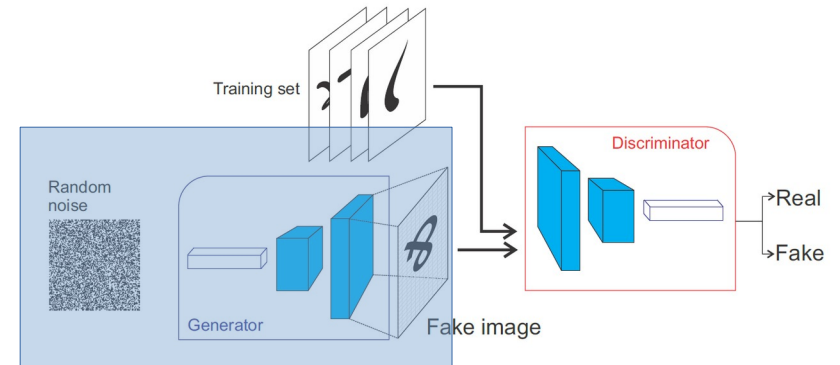 Training set
Discriminator
Random
noise
Real
Fake
Generator
Fake image